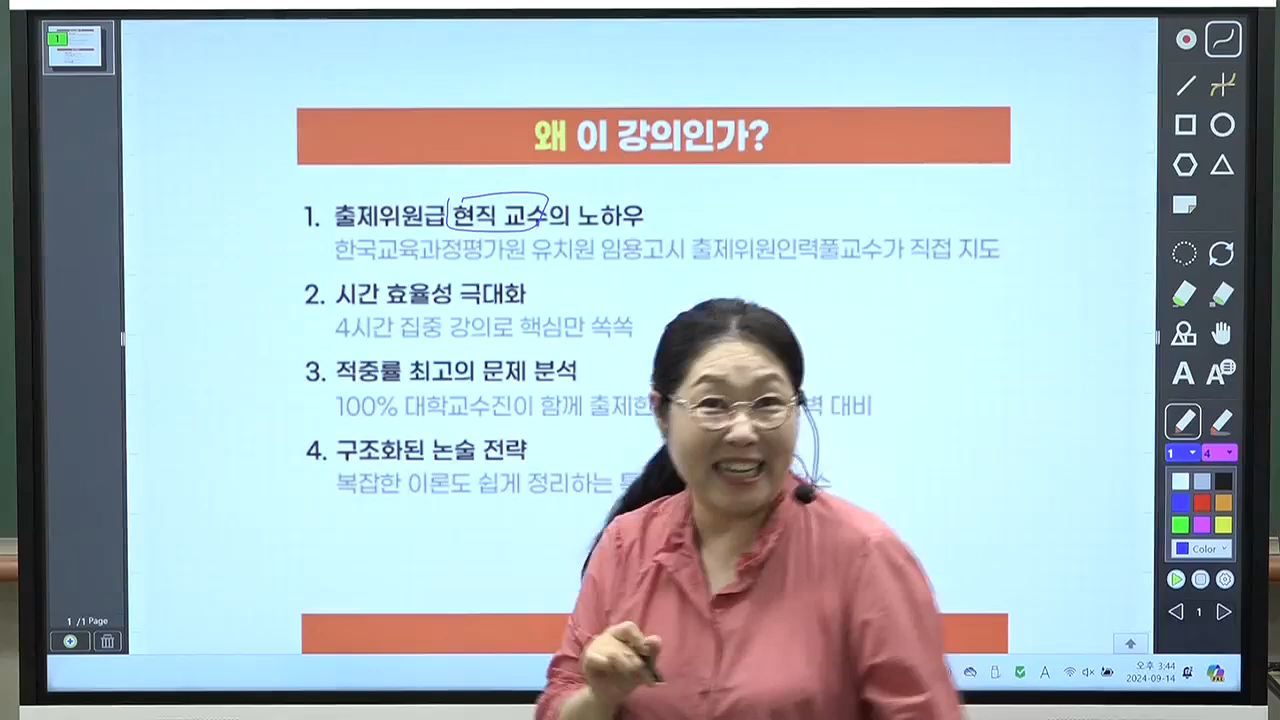 1
왜 이 강의인가?
1. 출제위원급 현직 교수의 노하우
한국교육과정평가원 유치원 임용고시 출제위원인력풀교수가 직접 지도
2. 시간 효율성 극대화
4시간 집중 강의로 핵심만 쏙쏙
3. 적중률 최고의 문제 분석
100% 대학교수진이 함께 출제한 대비
4. 구조화된 논술 전략
복잡한 이론도 쉽게 정리하는
1 /1 Page
A A
1 4
Color
1
A
오후 3:44
2024-09-14